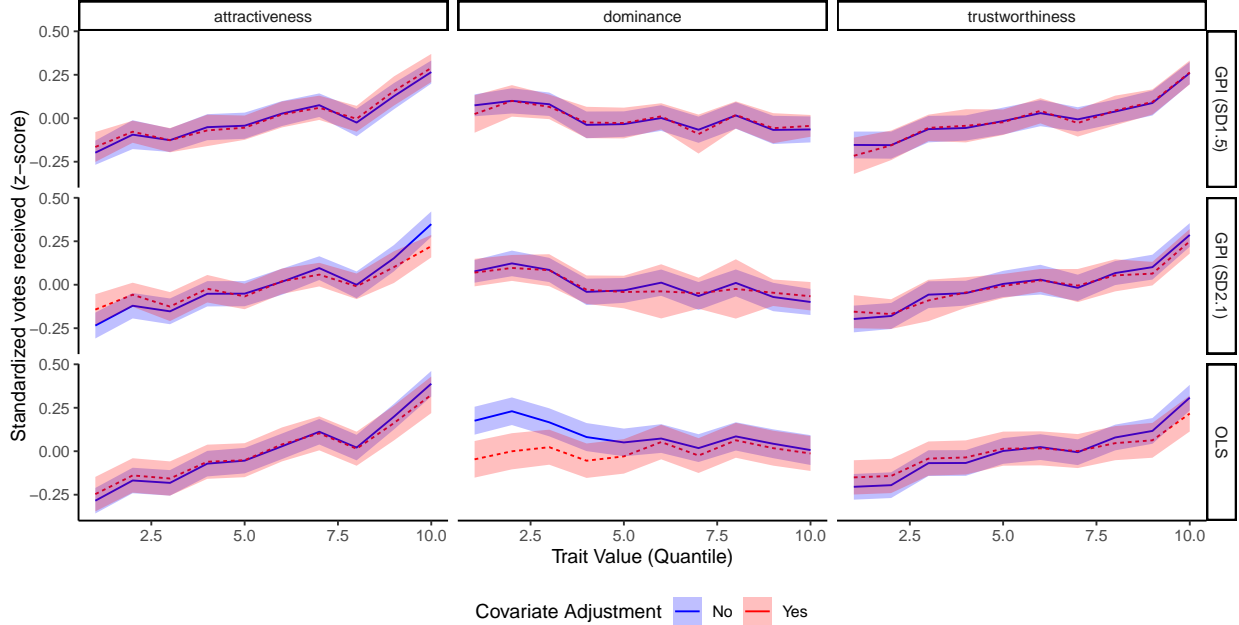 attractiveness dominance trustworthiness
Standardized votes received (z−score)
0.50
0.25
0.00
−0.25
GPI (SD1.5)
0.50
0.25
0.00
−0.25
GPI (SD2.1)
0.50
0.25
0.00
−0.25
OLS
2.5 5.0 7.5 10.0 2.5 5.0 7.5 10.0 2.5 5.0 7.5 10.0
Trait Value (Quantile)
Covariate Adjustment No Yes